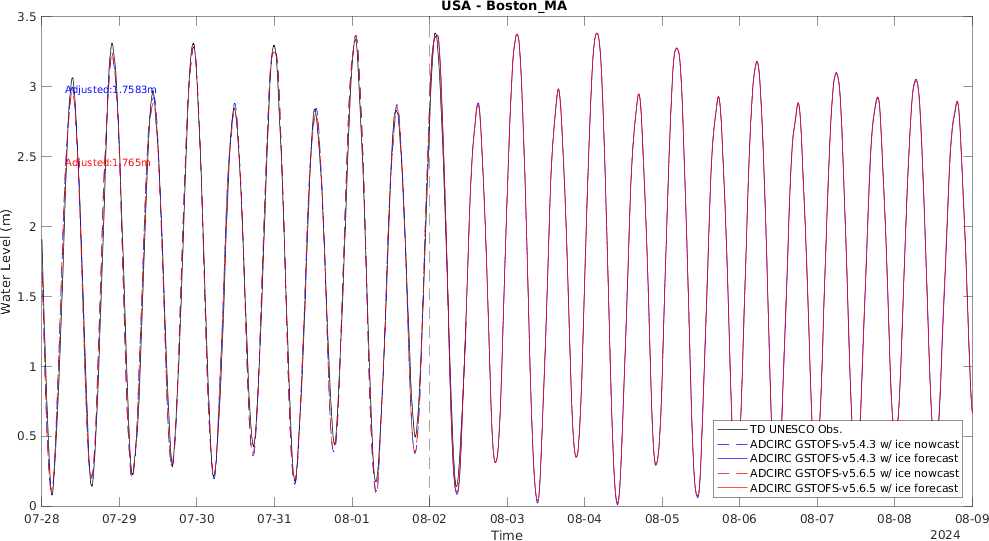 USA - Boston_MA
3.5
3
2.5
2
1.5
1
0.5
0
Water Level (m)
Adjusted:1.7583m
Adjusted:1.765m
TD UNESCO Obs.
ADCIRC GSTOFS-v5.4.3 w/ ice nowcast
ADCIRC GSTOFS-v5.4.3 w/ ice forecast
ADCIRC GSTOFS-v5.6.5 w/ ice nowcast
ADCIRC GSTOFS-v5.6.5 w/ ice forecast
07-28 07-29 07-30 07-31 08-01 08-02 08-03 08-04 08-05 08-06 08-07 08-08 08-09
Time
2024